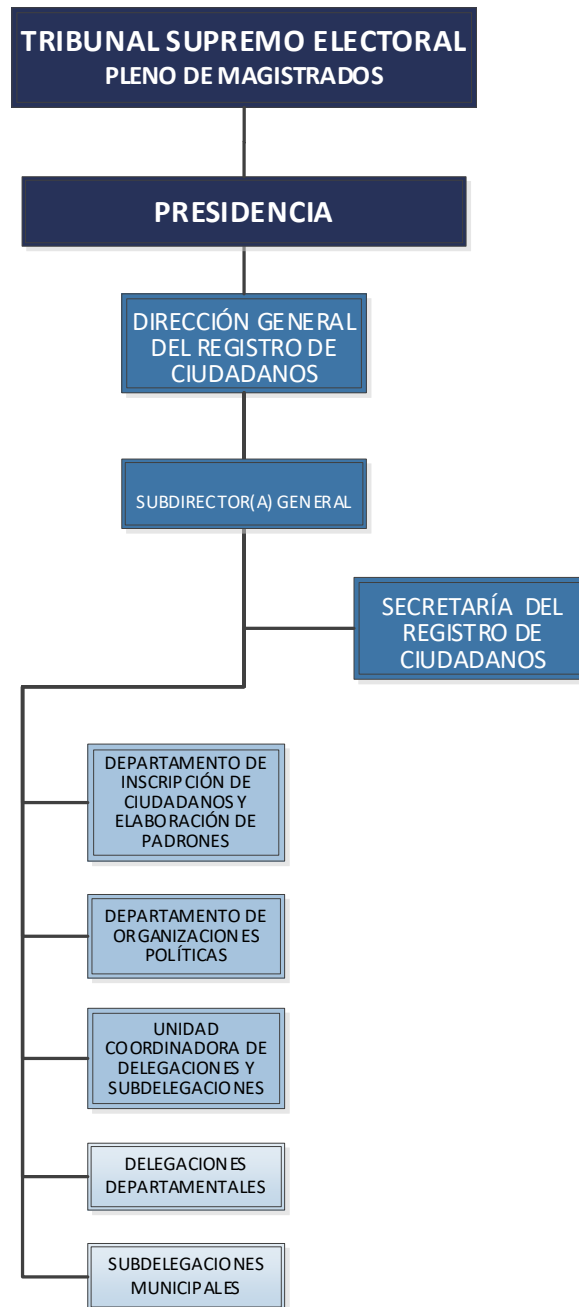 TRIBUNAL SUPREMO ELECTORAL
PLENO DE MAGISTRADOS
PRESIDENCIA
DIRECCIÓN GENERAL
DEL REGISTRO DE
CIUDADANOS
SUBDIRECTOR(A) GENERAL
SECRETARÍA DEL
REGISTRO DE
CIUDADANOS
DEPARTAMENTO DE
INSCRIPCIÓN DE
CIUDADANOS Y
ELABORACIÓN DE
PADRONES
DEPARTAMENTO DE
ORGANIZACIONES
POLÍTICAS
UNIDAD
COORDINADORA DE
DELEGACIONES Y
SUBDELEGACIONES
DELEGACIONES
DEPARTAMENTALES
SUBDELEGACIONES
MUNICIPALES